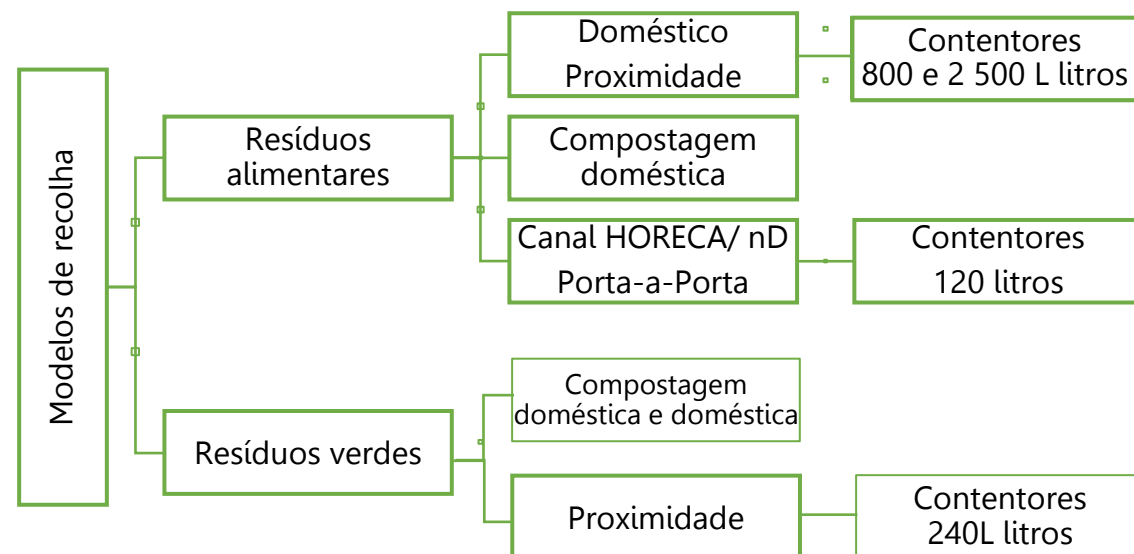 Modelos de recolha
Resíduos
alimentares
Doméstico
Proximidade
Contentores
800 e 2 500 L litros
Compostagem
doméstica
Canal HORECA/ nD
Porta-a-Porta
Contentores
120 litros
Resíduos verdes
Compostagem
doméstica e doméstica
Proximidade
Contentores
240L litros